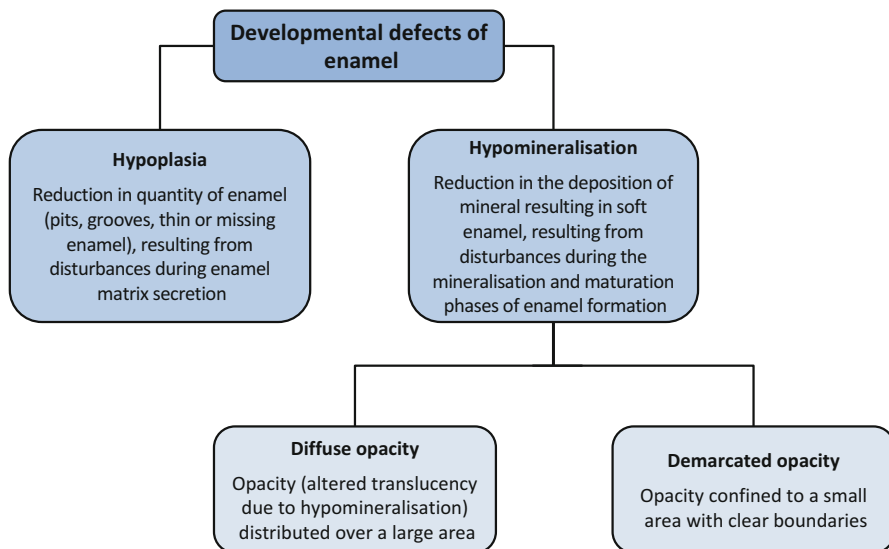 Developmental defects of
enamel
Hypoplasia
Reduction in quantity of enamel
(pits, grooves, thin or missing
enamel), resulting from
disturbances during enamel
matrix secretion
Hypomineralisation
Reduction in the deposition of
mineral resulting in soft
enamel, resulting from
disturbances during the
mineralisation and maturation
phases of enamel formation
Diffuse opacity
Opacity (altered translucency
due to hypomineralisation)
distributed over a large area
Demarcated opacity
Opacity confined to a small
area with clear boundaries